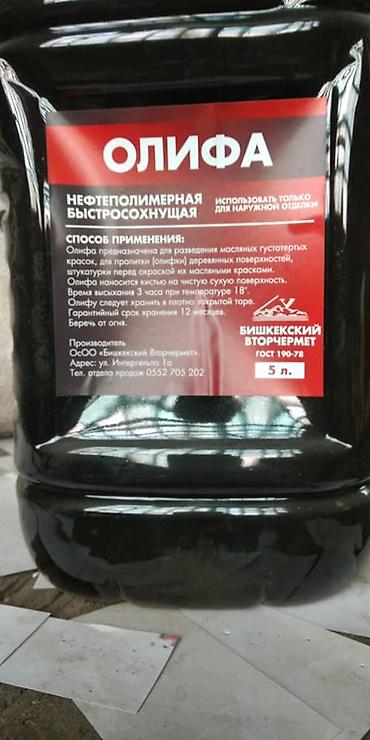 ОЛИФА
НЕФТЕПОЛИМЕРНАЯ
БЫСТРОСОХНУЩАЯ
ИСПОЛЬЗОВАТЬ ТОЛЬКО
ДЛЯ НАРУЖНОЙ ОТДЕЛКИ
СПОСОБ ПРИМЕНЕНИЯ:
Олифа предназначена для разведения масляных густотертых
красок, для пропитки (олифки) деревянных поверхностей,
штукатурки перед окраской их масляными красками.
Олифа наносится кистью на чистую сухую поверхность.
Время высыхания 3 часа при температуре 18°.
Олифу следует хранить в плотно закрытой таре.
Гарантийный срок хранения 12 месяцев.
Беречь от огня.
Производитель
ОсОО «Бишкекский Вторчермет».
Адрес: ул. Интергельпо 1а
Тел. отдела продаж 0552 705 202
БИШКЕКСКИЙ
ВТОРЧЕРМЕТ
ГОСТ 190-78
5 л.